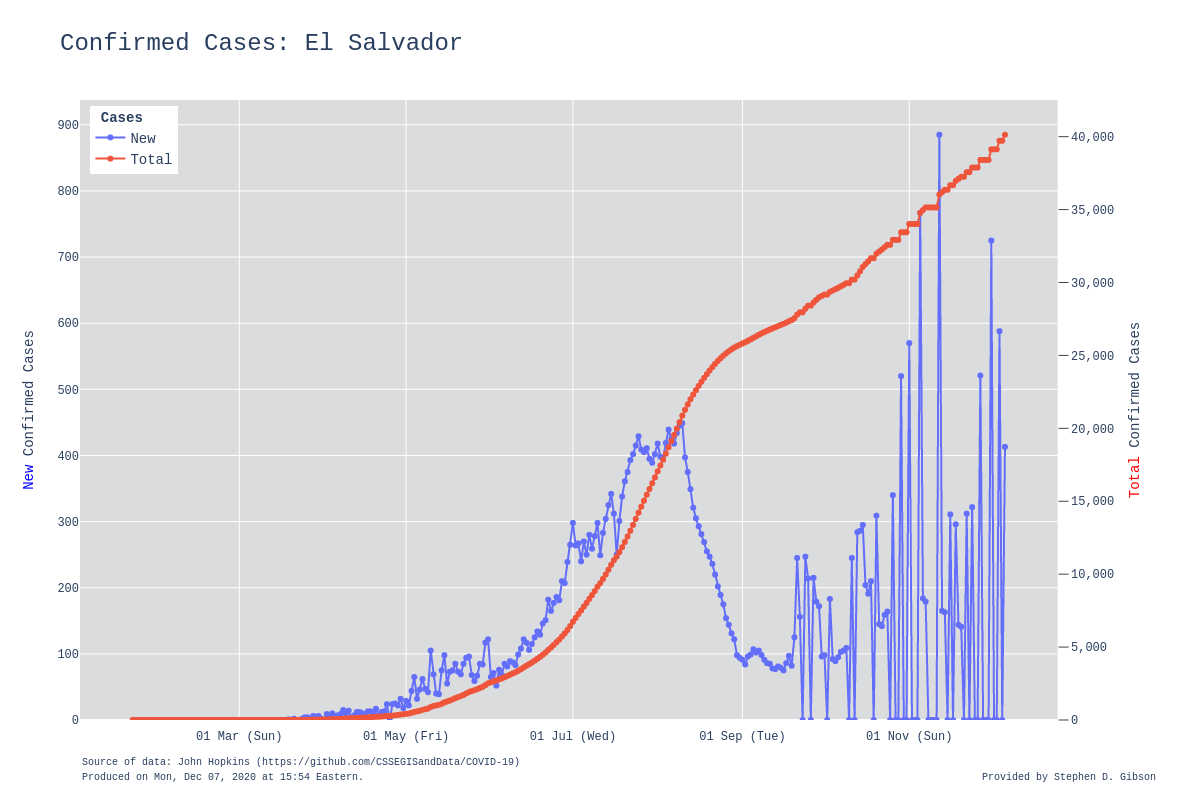 Confirmed Cases: El Salvador
Cases
New
Total
900
800
700
600
500
400
300
200
100
0
New Confirmed Cases
40,000
35,000
30,000
25,000
20,000
15,000
10,000
5,000
0
Total Confirmed Cases
01 Mar (Sun)
01 May (Fri)
01 Jul (Wed)
01 Sep (Tue)
01 Nov (Sun)
Source of data: John Hopkins (https://github.com/CSSEGISandData/COVID-19)
Produced on Mon, Dec 07, 2020 at 15:54 Eastern.
Provided by Stephen D. Gibson